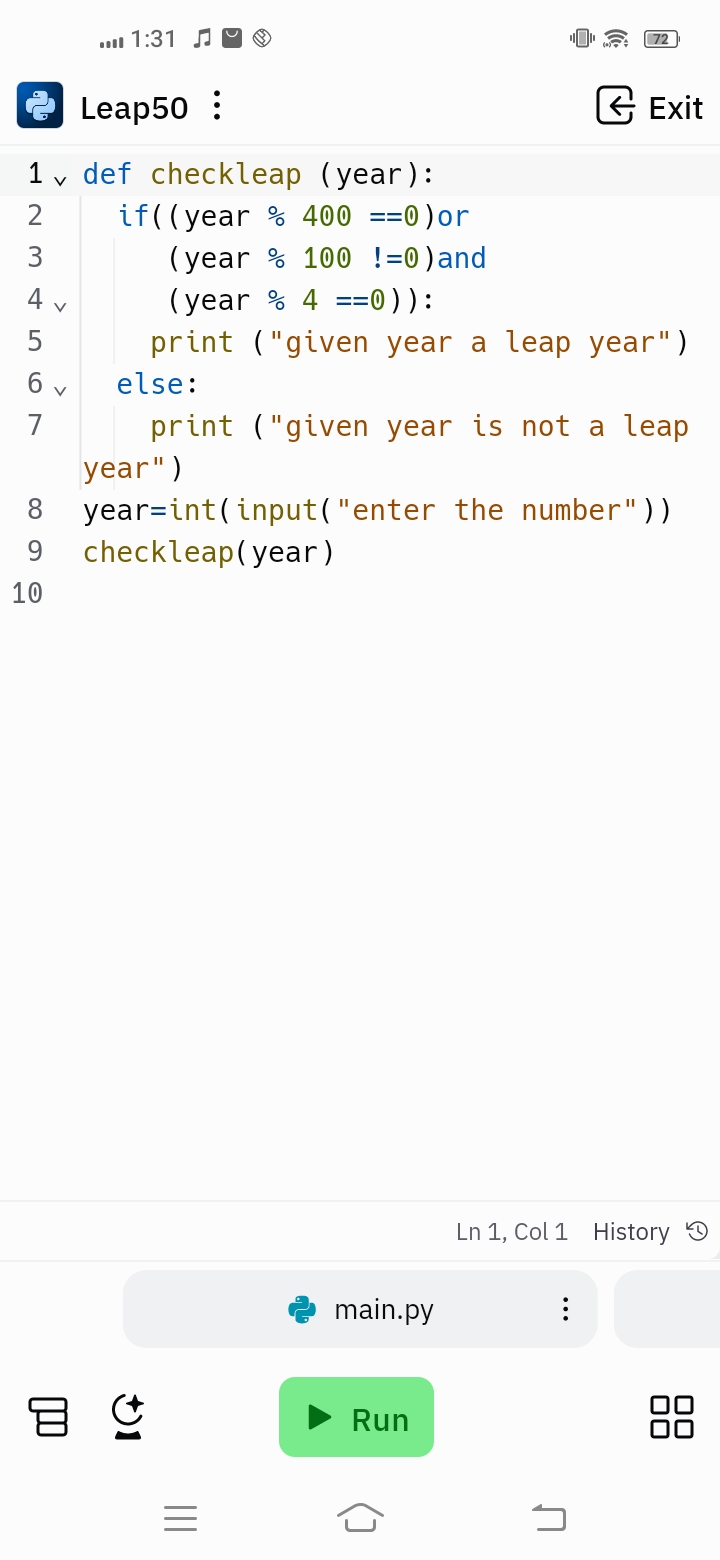 1:31 72
Leap50 Exit
1 def checkleap (year):
2 if((year % 400 ==0)or
3 (year % 100 !=0)and
4 (year % 4 ==0)):
5 print ("given year a leap year")
6 else:
7 print ("given year is not a leap
year")
8 year=int(input("enter the number"))
9 checkleap(year)
10
Ln 1, Col 1 History
main.py
Run